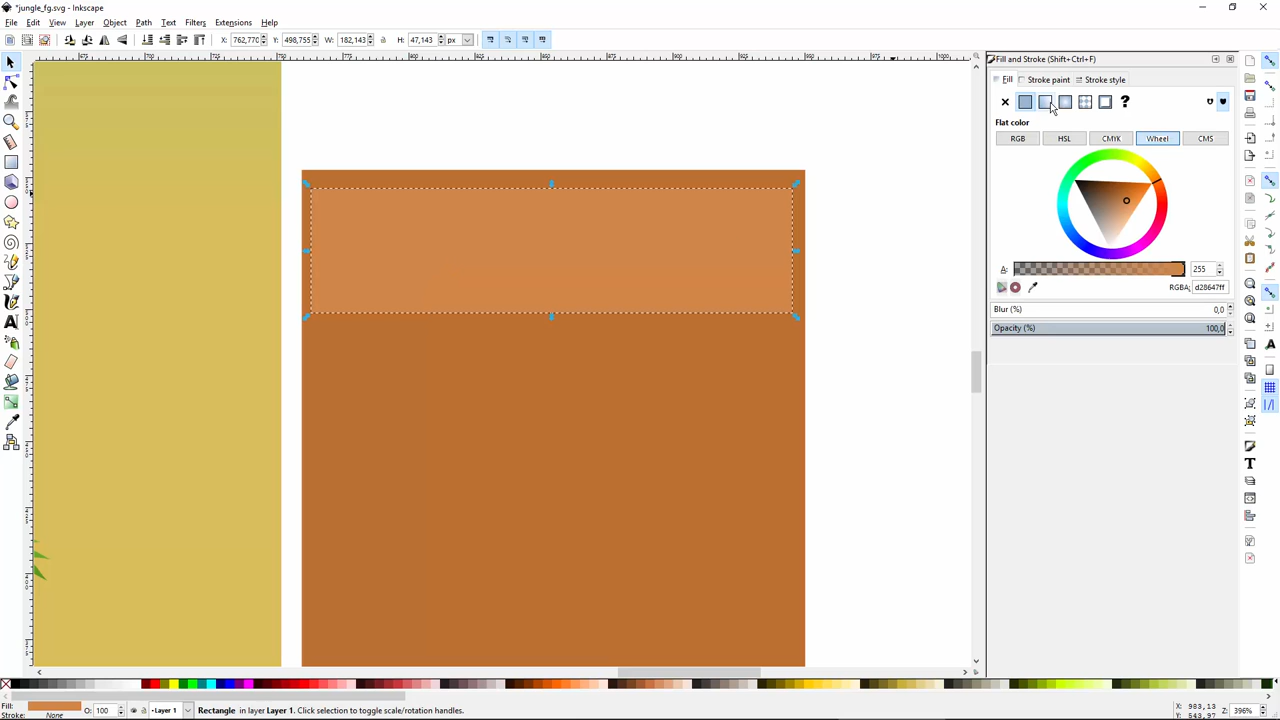 *jungle_fg.svg - Inkscape
File Edit View Layer Object Path Text Filters Extensions Help
X: 762,770 Y: 498,755 W: 182,143 H: 47,143 px
Fill and Stroke (Shift+Ctrl+F)
Fill Stroke paint Stroke style
?
Flat color
RGB HSL CMYK Wheel CMS
A: 255
RGBA: d28647ff
Blur (%) 0,0
Opacity (%) 100,0
Fill:
Stroke: None O: 100 Layer 1 Rectangle in layer Layer 1. Click selection to toggle scale/rotation handles.
X: 983,13
Y: 543,97 Z: 396%